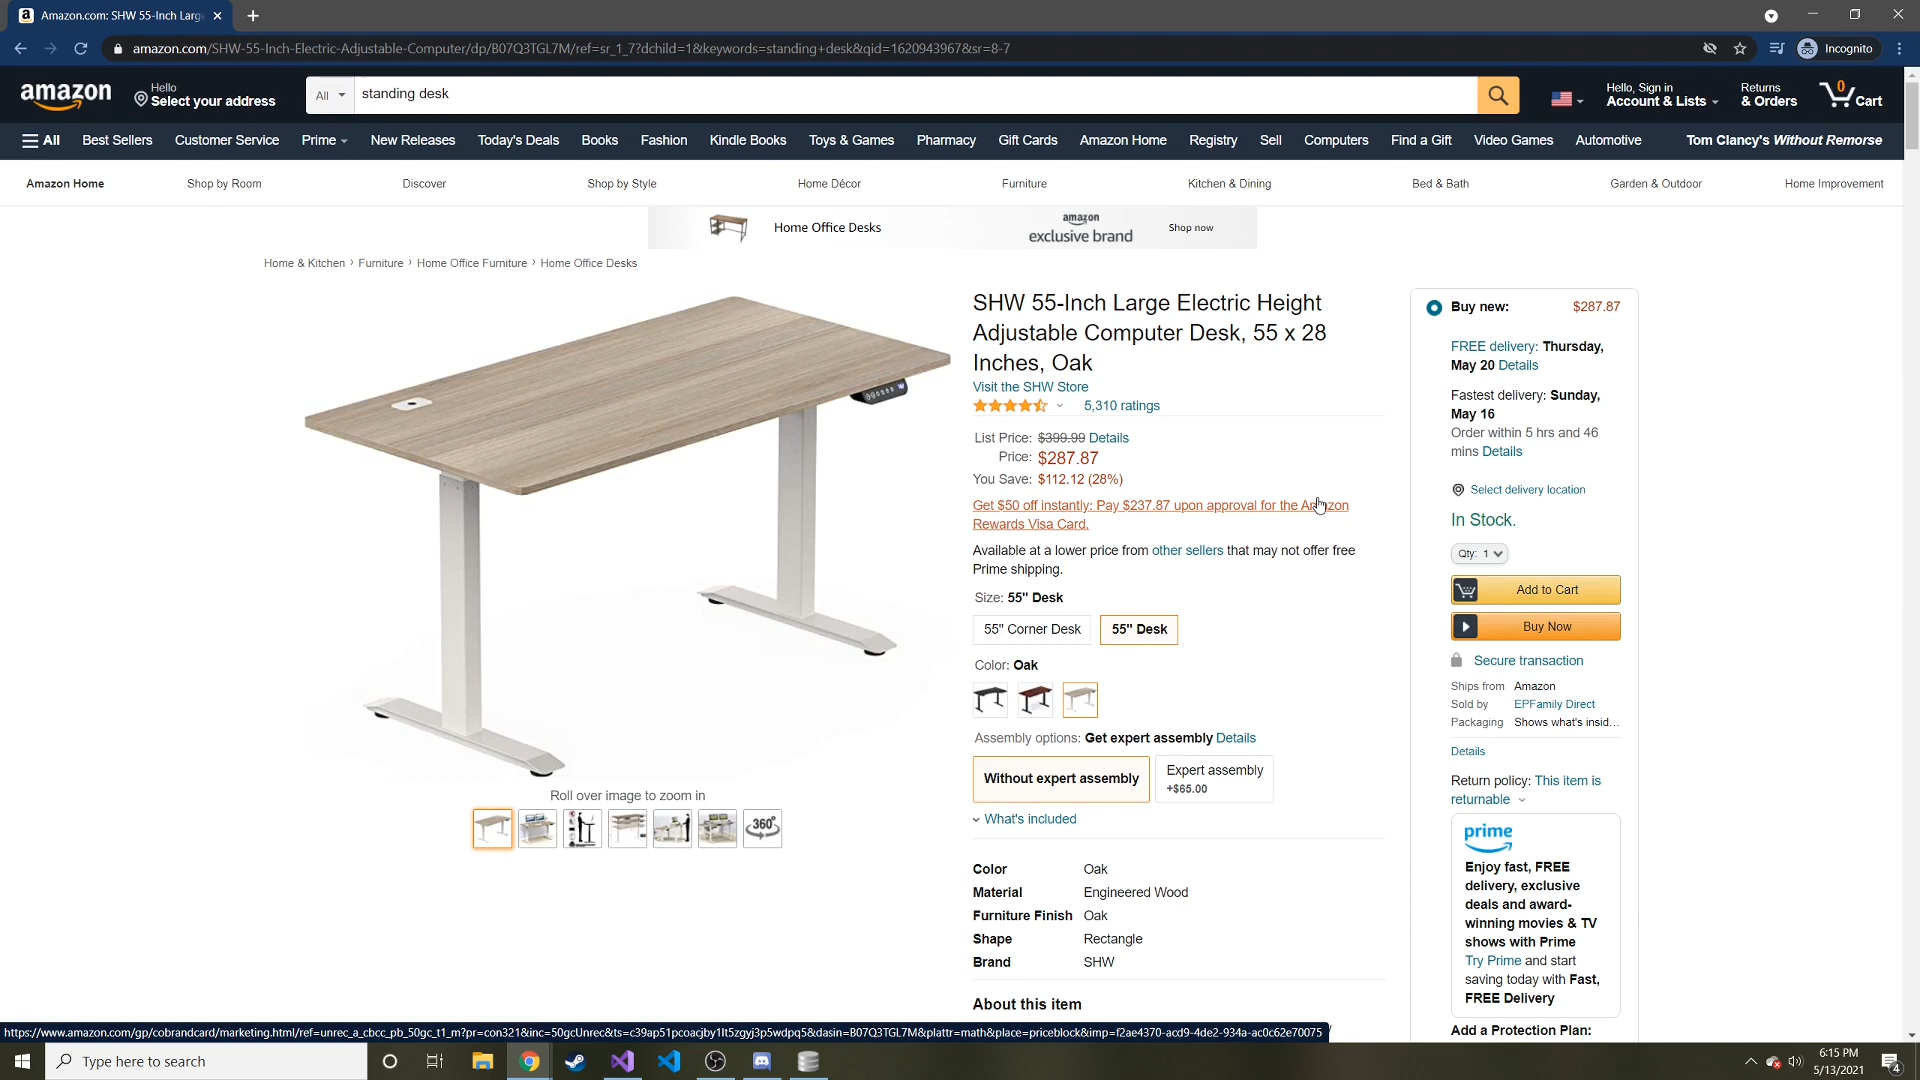 Amazon.com: SHW 55-Inch Larg
Incognito
amazon.com/SHW-55-Inch-Electric-Adjustable-Computer/dp/B07Q3TGL7M/ref=sr_1_7?dchild=1&keywords=standing+desk&qid=1620943967&sr=8-7
amazon
Hello
Select your address
All
standing desk
Hello, Sign in
Account & Lists
Returns
& Orders
0
Cart
All Best Sellers Customer Service Prime New Releases Today's Deals Books Fashion Kindle Books Toys & Games Pharmacy Gift Cards Amazon Home Registry Sell Computers Find a Gift Video Games Automotive Tom Clancy's Without Remorse
Amazon Home Shop by Room Discover Shop by Style Home Décor Furniture Kitchen & Dining Bed & Bath Garden & Outdoor Home Improvement
Home Office Desks
amazon
exclusive brand
Shop now
Home & Kitchen › Furniture › Home Office Furniture › Home Office Desks
Roll over image to zoom in
360°
SHW 55-Inch Large Electric Height
Adjustable Computer Desk, 55 x 28
Inches, Oak
Visit the SHW Store
5,310 ratings
List Price: $399.99 Details
Price: $287.87
You Save: $112.12 (28%)
Get $50 off instantly: Pay $237.87 upon approval for the Amazon
Rewards Visa Card.
Available at a lower price from other sellers that may not offer free
Prime shipping.
Size: 55" Desk
55" Corner Desk
55" Desk
Color: Oak
Assembly options: Get expert assembly Details
Without expert assembly
Expert assembly
+$65.00
What's included
Color Oak
Material Engineered Wood
Furniture Finish Oak
Shape Rectangle
Brand SHW
About this item
Buy new: $287.87
FREE delivery: Thursday,
May 20 Details
Fastest delivery: Sunday,
May 16
Order within 5 hrs and 46
mins Details
Select delivery location
In Stock.
Qty: 1
Add to Cart
Buy Now
Secure transaction
Ships from Amazon
Sold by EPFamily Direct
Packaging Shows what's insid...
Details
Return policy: This item is
returnable
prime
Enjoy fast, FREE
delivery, exclusive
deals and award-
winning movies & TV
shows with Prime
Try Prime and start
saving today with Fast,
FREE Delivery
Add a Protection Plan:
https://www.amazon.com/gp/cobrandcard/marketing.html/ref=unrec_a_cbcc_pb_50gc_t1_m?pr=con321&inc=50gcUnrec&ts=c39ap51pcoacjby1lt5zgyj3p5wdpq5&dasin=B07Q3TGL7M&plattr=math&place=priceblock&imp=f2ae4370-acd9-4de2-934a-ac0c62e70075
Type here to search
6:15 PM
5/13/2021
4